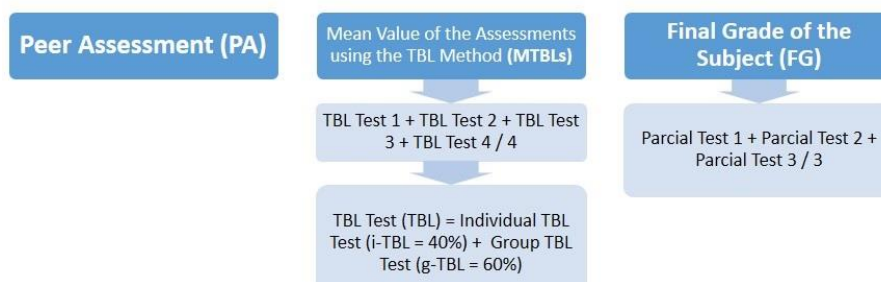 Peer Assessment (PA)
Mean Value of the Assessments
using the TBL Method (MTBLs)
TBL Test 1 + TBL Test 2 + TBL Test
3 + TBL Test 4 / 4
TBL Test (TBL) = Individual TBL
Test (i-TBL = 40%) + Group TBL
Test (g-TBL = 60%)
Final Grade of the
Subject (FG)
Parcial Test 1 + Parcial Test 2 +
Parcial Test 3 / 3